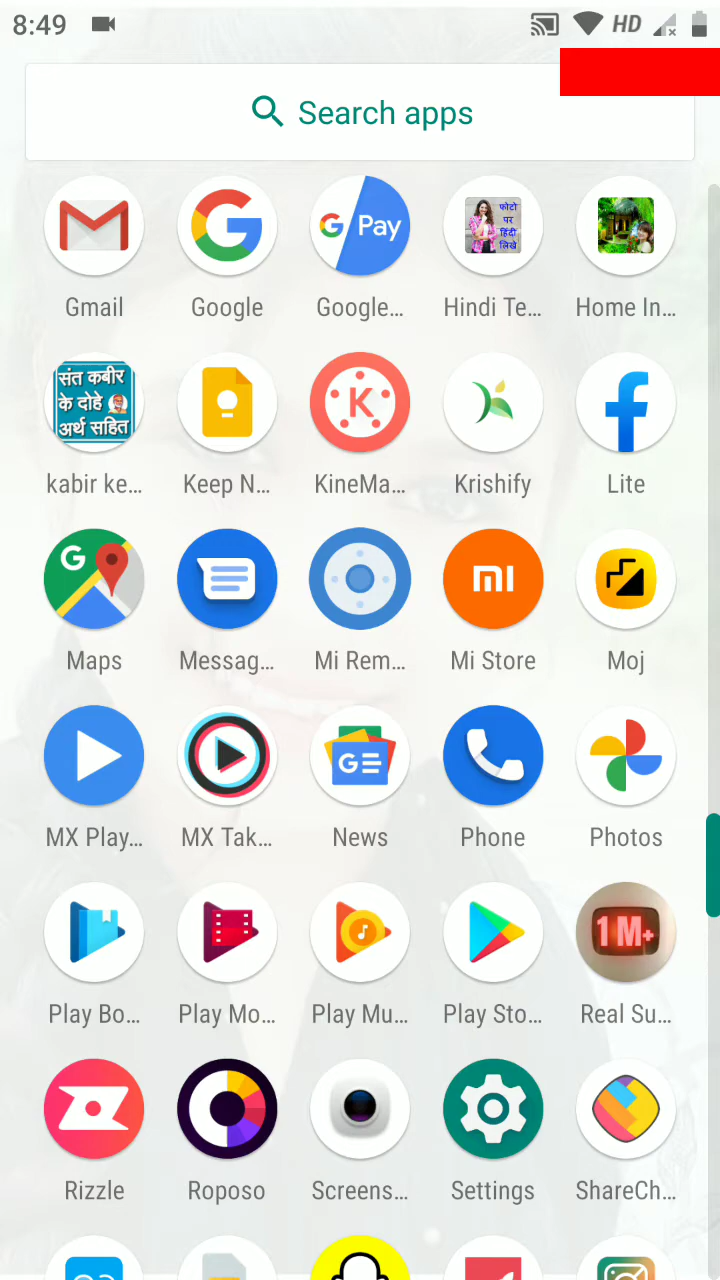 8:49
HD
Search apps
G Pay
फोटो
पर
हिंदी
लिखे
Gmail
Google
Google…
Hindi Te…
Home In…
संत कबीर
के दोहे
अर्थ सहित
K
kabir ke…
Keep N…
KineMa…
Krishify
Lite
G
mi
Maps
Messag…
Mi Rem…
Mi Store
Moj
G
MX Play…
MX Tak…
News
Phone
Photos
1 M+
Play Bo…
Play Mo…
Play Mu…
Play Sto…
Real Su…
Rizzle
Roposo
Screens…
Settings
ShareCh…